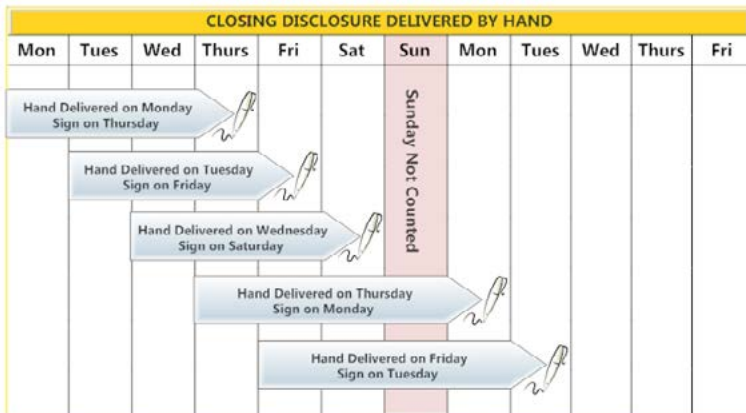 CLOSING DISCLOSURE DELIVERED BY HAND
Mon Tues Wed Thurs Fri Sat Sun Mon Tues Wed Thurs Fri
Hand Delivered on Monday
Sign on Thursday
Hand Delivered on Tuesday
Sign on Friday
Hand Delivered on Wednesday
Sign on Saturday
Sunday Not Counted
Hand Delivered on Thursday
Sign on Monday
Hand Delivered on Friday
Sign on Tuesday